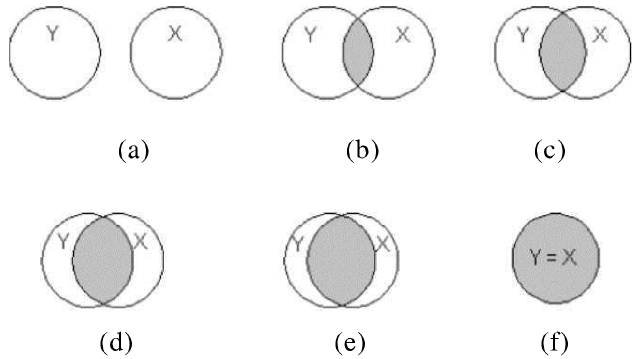 Y X Y X Y X
(a) (b) (c)
Y X Y X Y = X
(d) (e) (f)